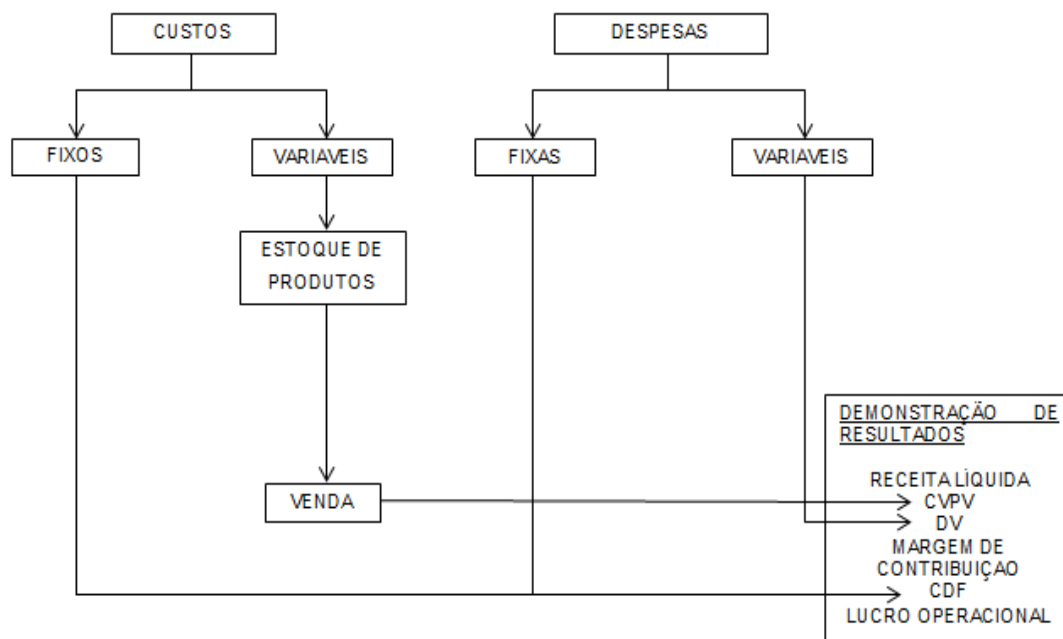 CUSTOS
DESPESAS
FIXOS
VARIAVEIS
FIXAS
VARIAVEIS
ESTOQUE DE
PRODUTOS
VENDA
DEMONSTRAÇÃO DE
RESULTADOS
RECEITA LÍQUIDA
CVPV
DV
MARGEM DE
CONTRIBUIÇAO
CDF
LUCRO OPERACIONAL